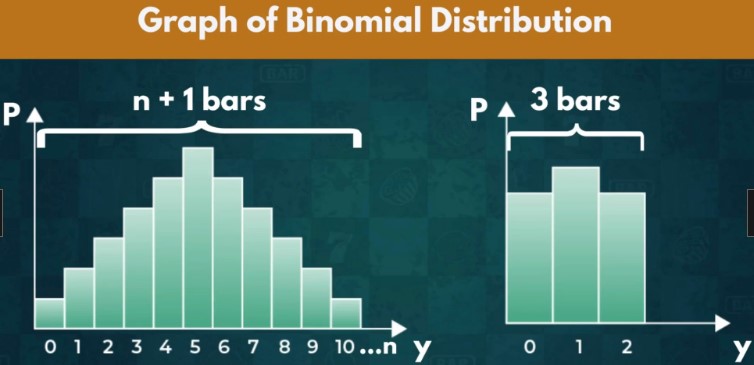 Graph of Binomial Distribution
P
n + 1 bars
0 1 2 3 4 5 6 7 8 9 10...n y
P
3 bars
0 1 2 y